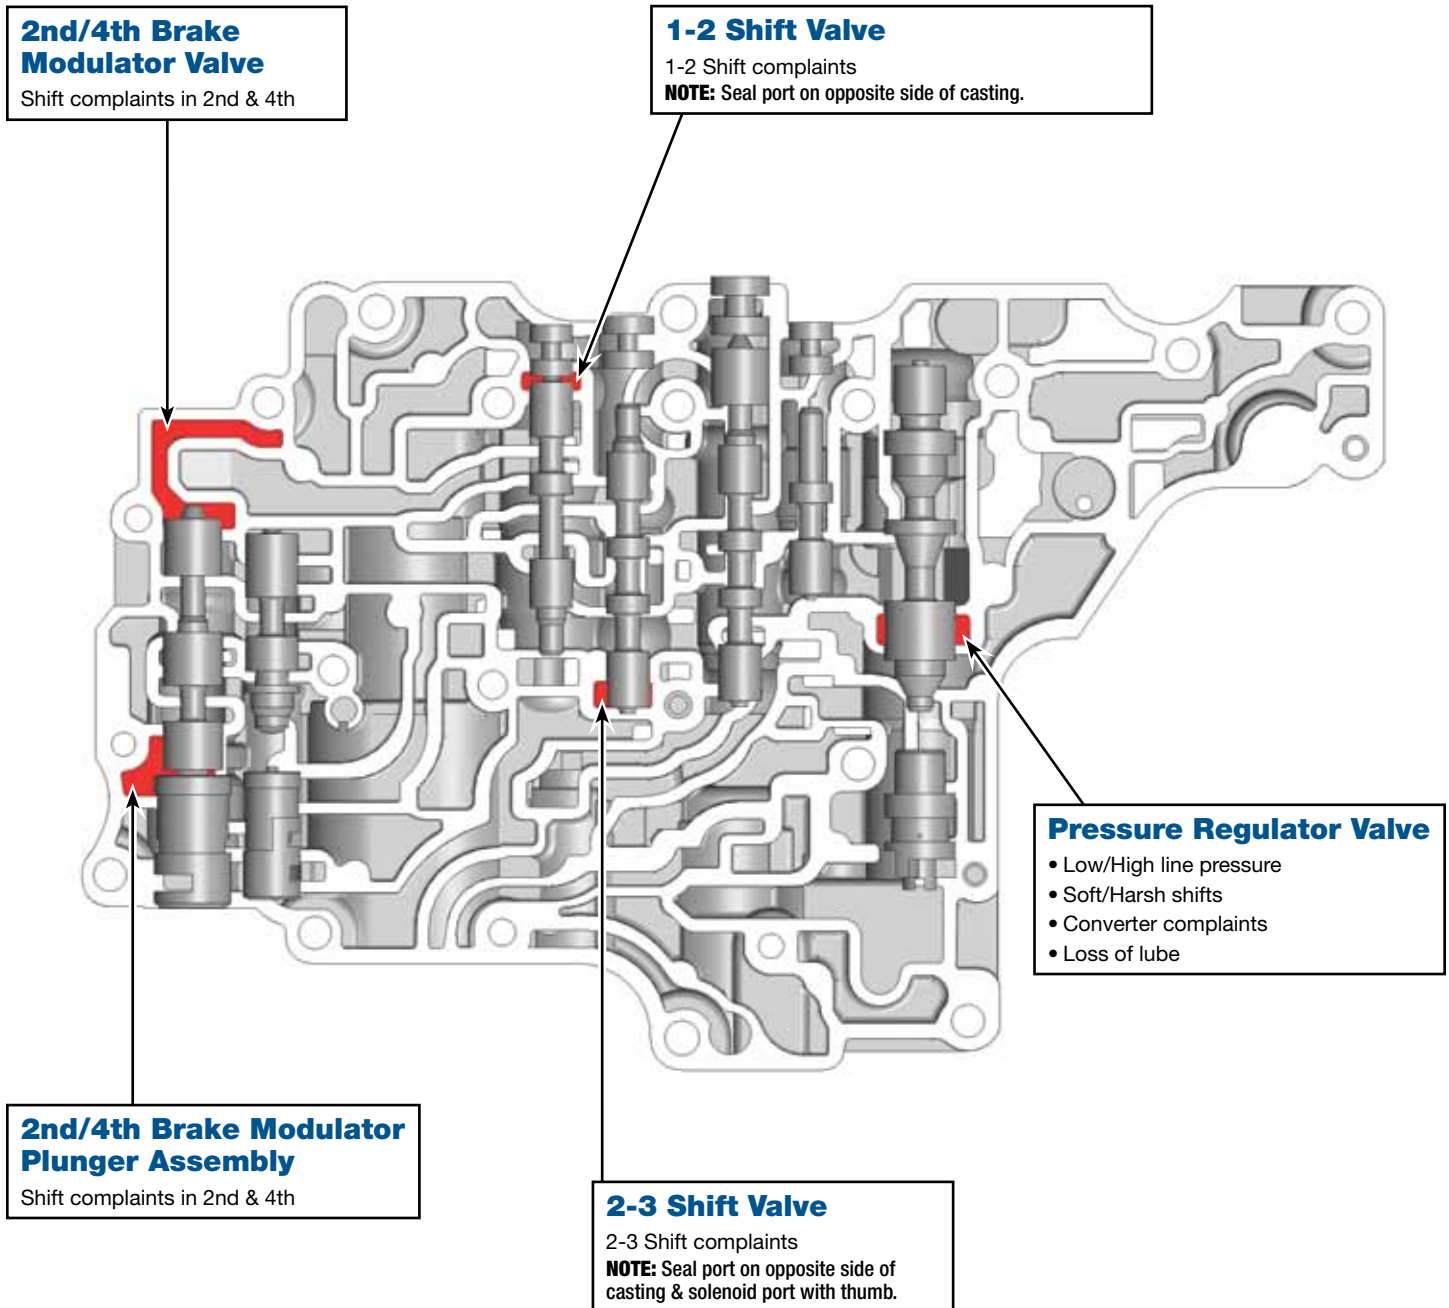 2nd/4th Brake
Modulator Valve
Shift complaints in 2nd & 4th
1-2 Shift Valve
1-2 Shift complaints
NOTE: Seal port on opposite side of casting.
Pressure Regulator Valve
• Low/High line pressure
• Soft/Harsh shifts
• Converter complaints
• Loss of lube
2nd/4th Brake Modulator
Plunger Assembly
Shift complaints in 2nd & 4th
2-3 Shift Valve
2-3 Shift complaints
NOTE: Seal port on opposite side of
casting & solenoid port with thumb.